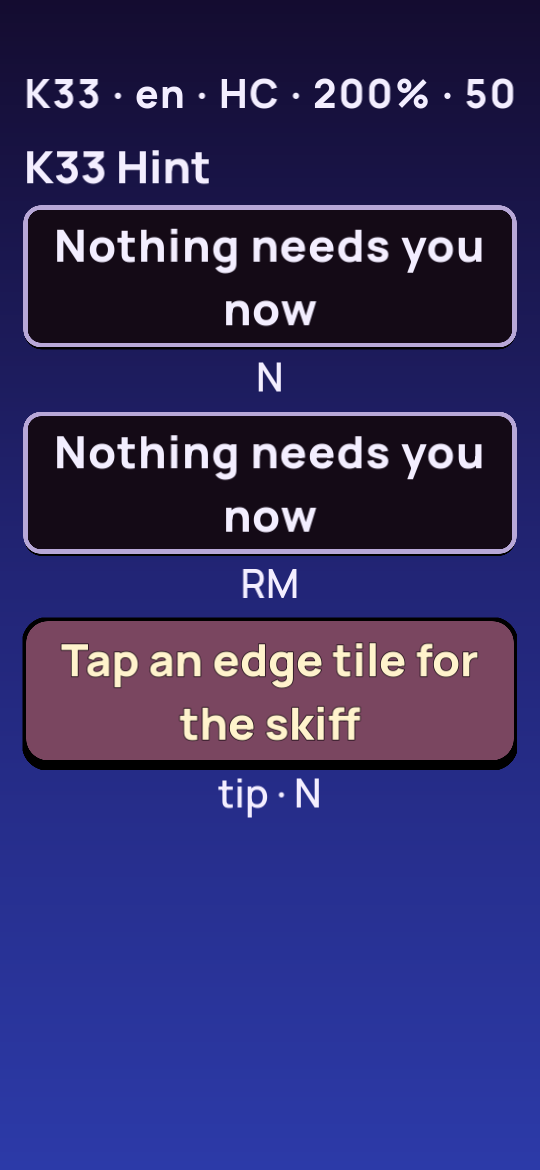 K33 · en · HC · 200% · 50
K33 Hint
Nothing needs you
now
N
Nothing needs you
now
RM
Tap an edge tile for
the skiff
tip · N